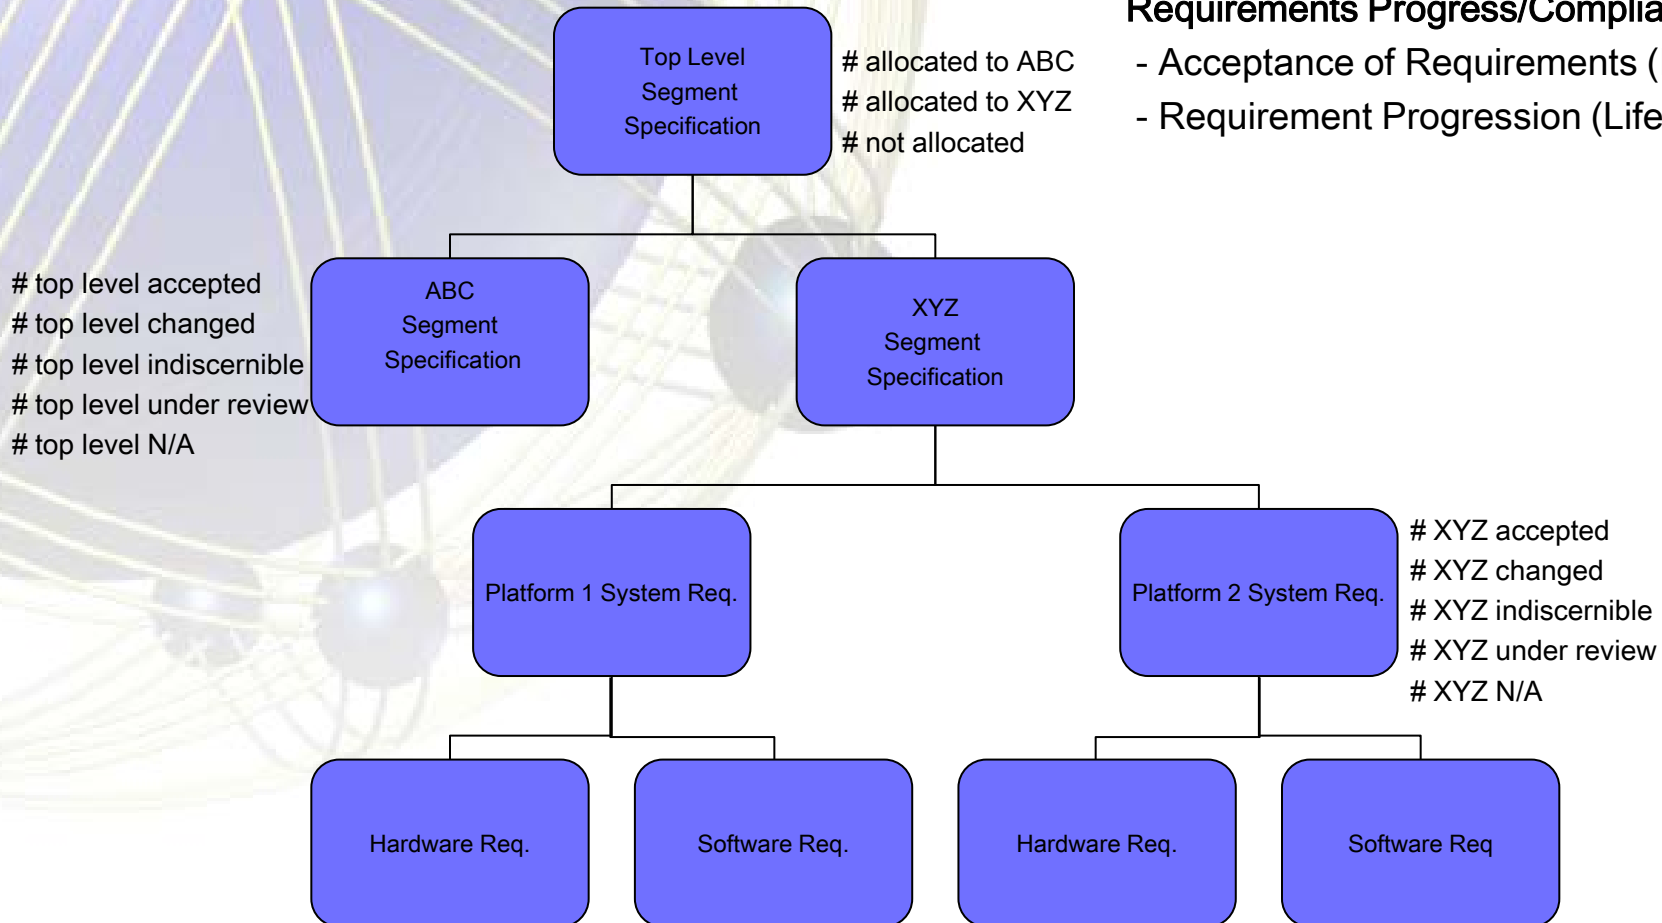 Requirements Progress/Complia
- Acceptance of Requirements (
- Requirement Progression (Life
Top Level
Segment
Specification
# allocated to ABC
# allocated to XYZ
# not allocated
# top level accepted
# top level changed
# top level indiscernible
# top level under review
# top level N/A
ABC
Segment
Specification
XYZ
Segment
Specification
Platform 1 System Req.
Platform 2 System Req.
# XYZ accepted
# XYZ changed
# XYZ indiscernible
# XYZ under review
# XYZ N/A
Hardware Req.
Software Req.
Hardware Req.
Software Req